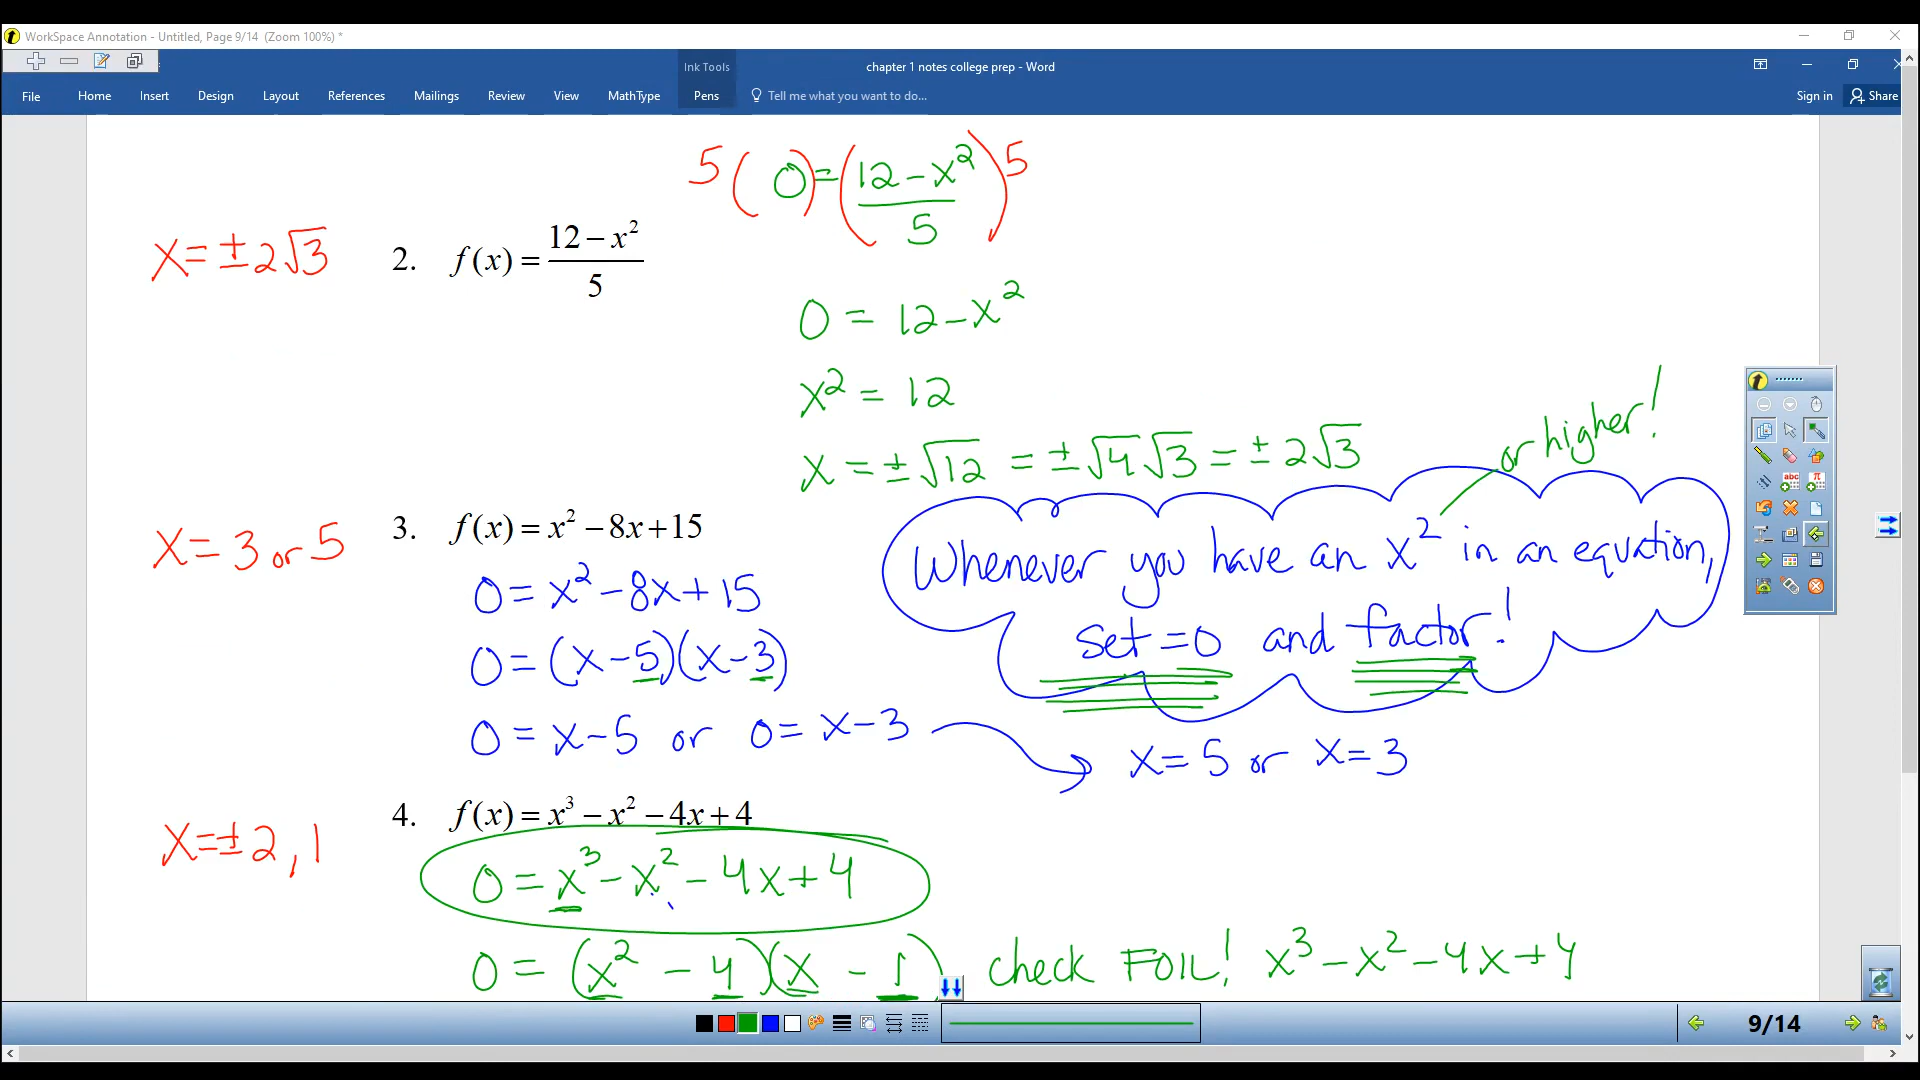 WorkSpace Annotation - Untitled, Page 9/14 (Zoom 100%) *
Ink Tools
chapter 1 notes college prep - Word
File Home Insert Design Layout References Mailings Review View MathType Pens Tell me what you want to do... Sign in Share
5 ( 0 ) = ( (12 - x²)/5 ) 5
x = ±2√3
2. f(x) = (12 - x²)/5
0 = 12 - x²
x² = 12
x = ±√12 = ±√4√3 = ±2√3
or higher!
x = 3 or 5
3. f(x) = x² - 8x + 15
Whenever you have an x² in an equation,
set = 0 and factor!
0 = x² - 8x + 15
0 = (x - 5)(x - 3)
0 = x - 5 or 0 = x - 3
x = 5 or x = 3
x = ±2, 1
4. f(x) = x³ - x² - 4x + 4
0 = x³ - x² - 4x + 4
0 = (x² - 4)(x - 1) check FOIL! x³ - x² - 4x + 4
9/14